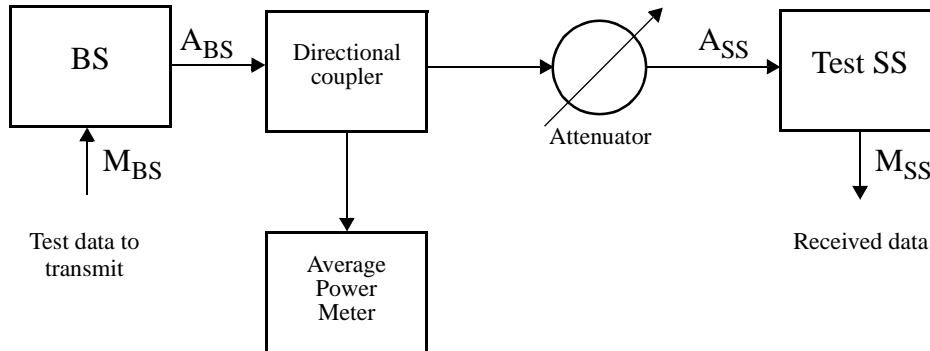 BS
A_BS
Directional
coupler
Attenuator
A_SS
Test SS
M_BS
M_SS
Test data to
transmit
Average
Power
Meter
Received data